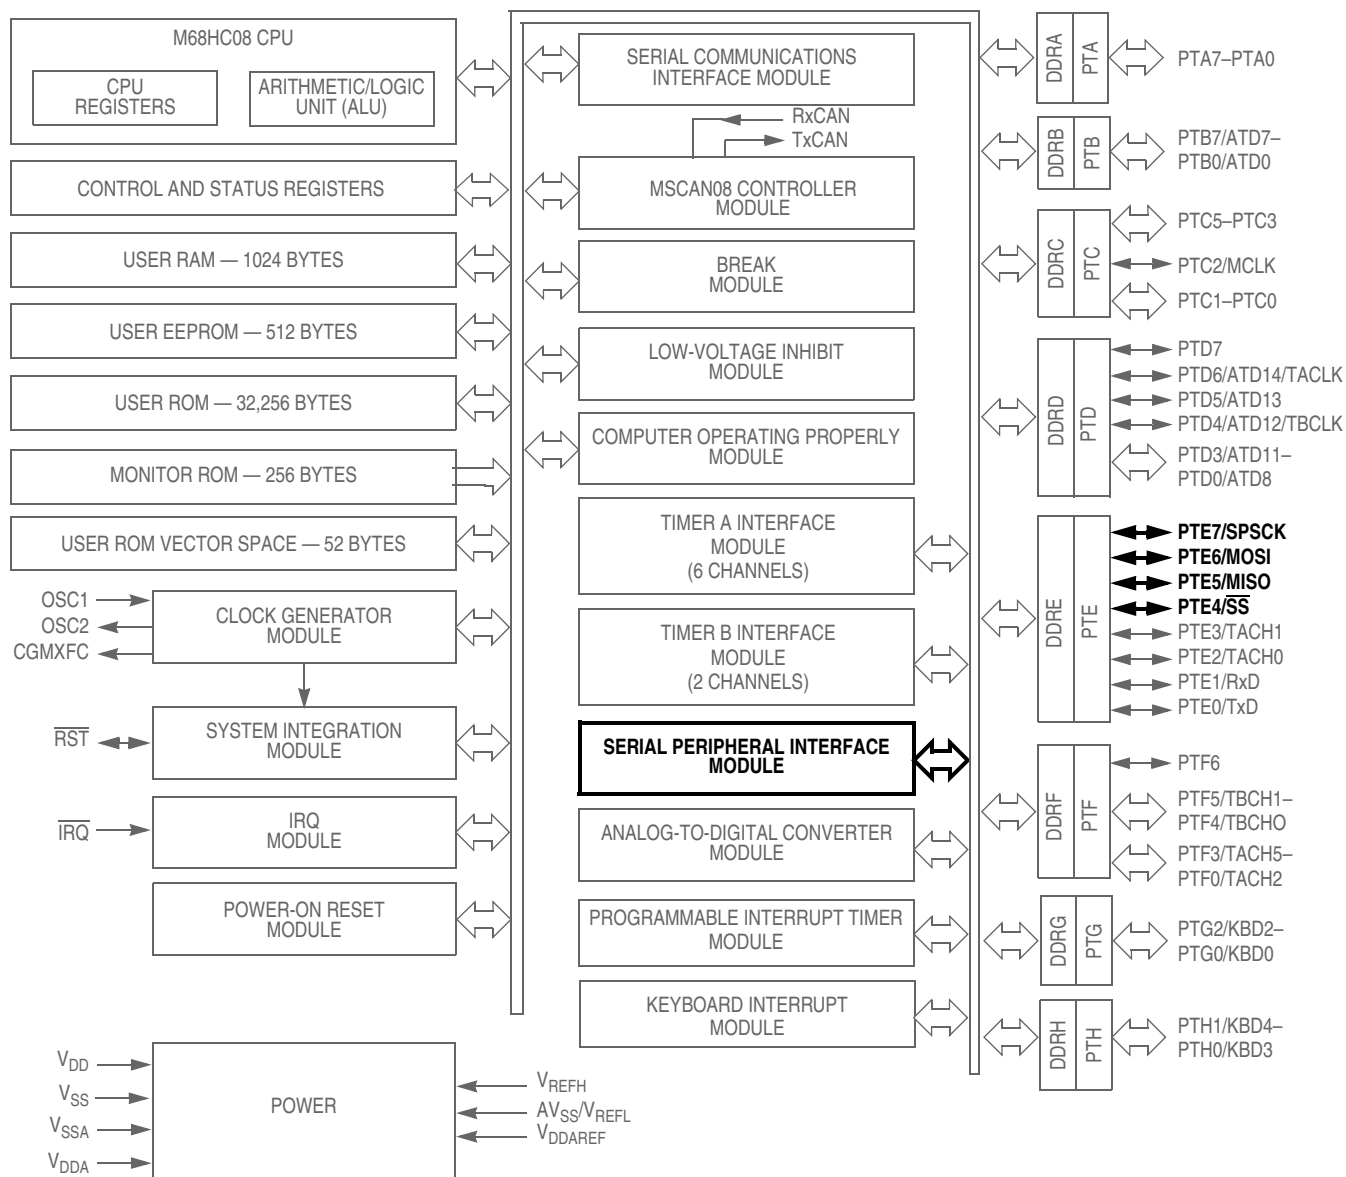 M68HC08 CPU
CPU
REGISTERS
ARITHMETIC/LOGIC
UNIT (ALU)
CONTROL AND STATUS REGISTERS
USER RAM — 1024 BYTES
USER EEPROM — 512 BYTES
USER ROM — 32,256 BYTES
MONITOR ROM — 256 BYTES
USER ROM VECTOR SPACE — 52 BYTES
OSC1
OSC2
CGMXFC
CLOCK GENERATOR
MODULE
RST
SYSTEM INTEGRATION
MODULE
IRQ
IRQ
MODULE
POWER-ON RESET
MODULE
VDD
VSS
VSSA
VDDA
POWER
VREFH
AVSS/VREFL
VDDAREF
SERIAL COMMUNICATIONS
INTERFACE MODULE
RxCAN
TxCAN
MSCAN08 CONTROLLER
MODULE
BREAK
MODULE
LOW-VOLTAGE INHIBIT
MODULE
COMPUTER OPERATING PROPERLY
MODULE
TIMER A INTERFACE
MODULE
(6 CHANNELS)
TIMER B INTERFACE
MODULE
(2 CHANNELS)
SERIAL PERIPHERAL INTERFACE
MODULE
ANALOG-TO-DIGITAL CONVERTER
MODULE
PROGRAMMABLE INTERRUPT TIMER
MODULE
KEYBOARD INTERRUPT
MODULE
DDRA
PTA
PTA7–PTA0
DDRB
PTB
PTB7/ATD7–
PTB0/ATD0
DDRC
PTC
PTC5–PTC3
PTC2/MCLK
PTC1–PTC0
DDRD
PTD
PTD7
PTD6/ATD14/TACLK
PTD5/ATD13
PTD4/ATD12/TBCLK
PTD3/ATD11–
PTD0/ATD8
DDRE
PTE
PTE7/SPSCK
PTE6/MOSI
PTE5/MISO
PTE4/SS
PTE3/TACH1
PTE2/TACH0
PTE1/RxD
PTE0/TxD
DDRF
PTF
PTF6
PTF5/TBCH1–
PTF4/TBCHO
PTF3/TACH5–
PTF0/TACH2
DDRG
PTG
PTG2/KBD2–
PTG0/KBD0
DDRH
PTH
PTH1/KBD4–
PTH0/KBD3